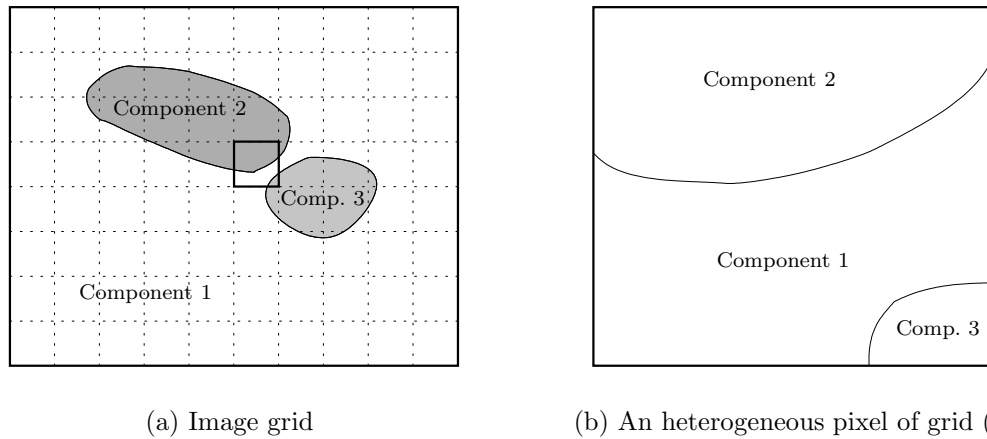 Component 2
Comp. 3
Component 1
(a) Image grid
Component 2
Component 1
Comp. 3
(b) An heterogeneous pixel of grid (